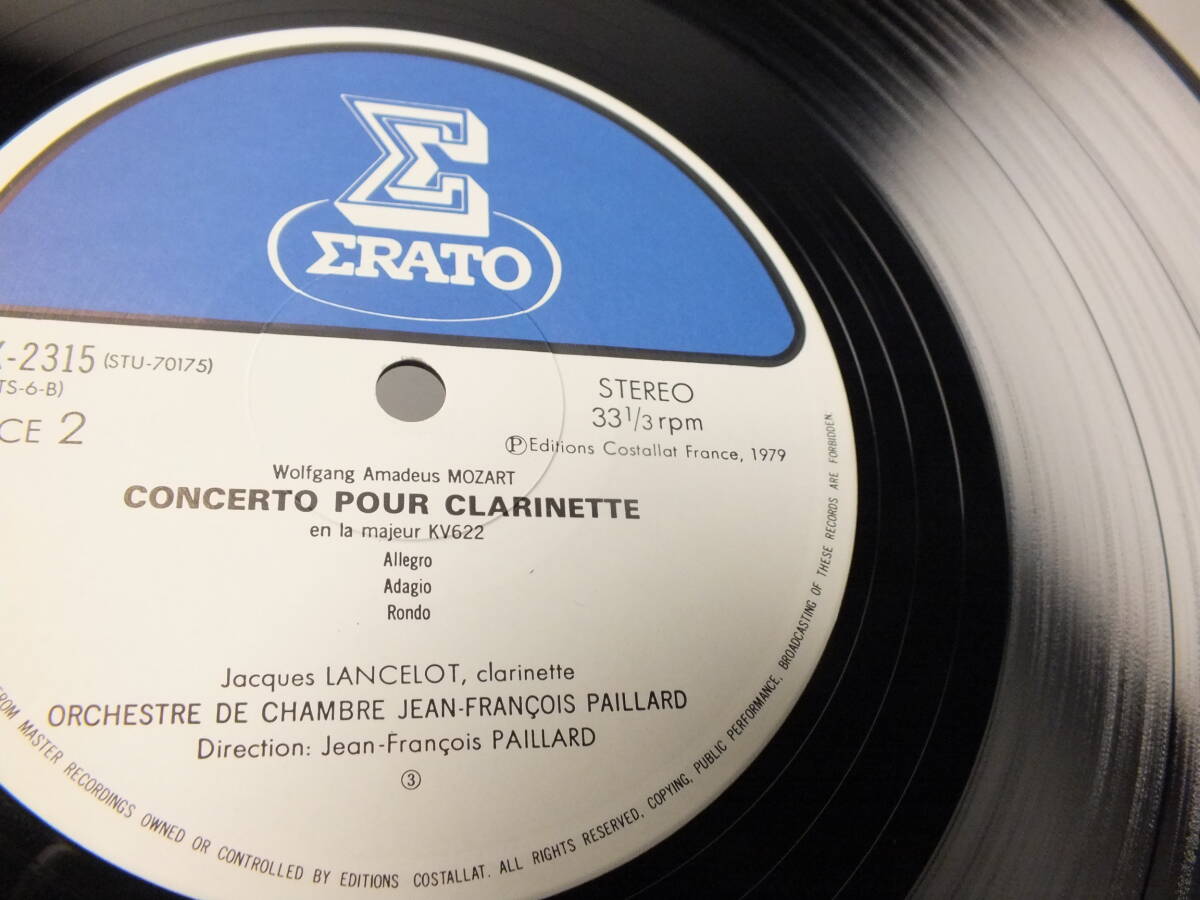 Σ
ΣRATO
-2315 (STU-70175)
TS-6-B)
CE 2
STEREO
33 1/3 rpm
Ⓟ Editions Costallat France, 1979
Wolfgang Amadeus MOZART
CONCERTO POUR CLARINETTE
en la majeur KV622
Allegro
Adagio
Rondo
Jacques LANCELOT, clarinette
ORCHESTRE DE CHAMBRE JEAN-FRANÇOIS PAILLARD
Direction: Jean-François PAILLARD
③
FROM MASTER RECORDINGS OWNED OR CONTROLLED BY EDITIONS COSTALLAT. ALL RIGHTS RESERVED, COPYING, PUBLIC PERFORMANCE, BROADCASTING OF THESE RECORDS ARE FORBIDDEN.